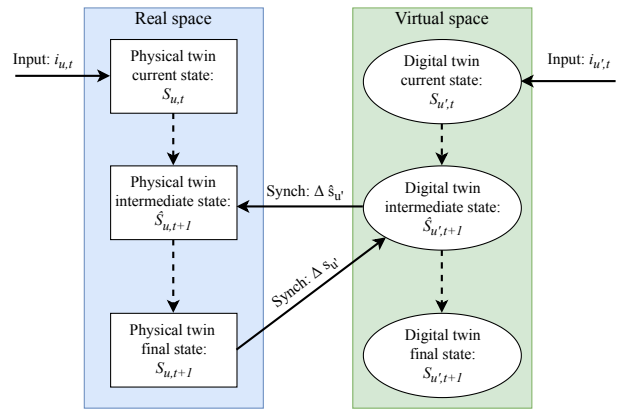 Real space
Virtual space
Input: i_{u,t}
Physical twin
current state:
S_{u,t}
Digital twin
current state:
S_{u',t}
Input: i_{u',t}
Physical twin
intermediate state:
Ŝ_{u,t+1}
Synch: Δ ŝ_{u'}
Digital twin
intermediate state:
Ŝ_{u',t+1}
Synch: Δ s_{u'}
Physical twin
final state:
S_{u,t+1}
Digital twin
final state:
S_{u',t+1}